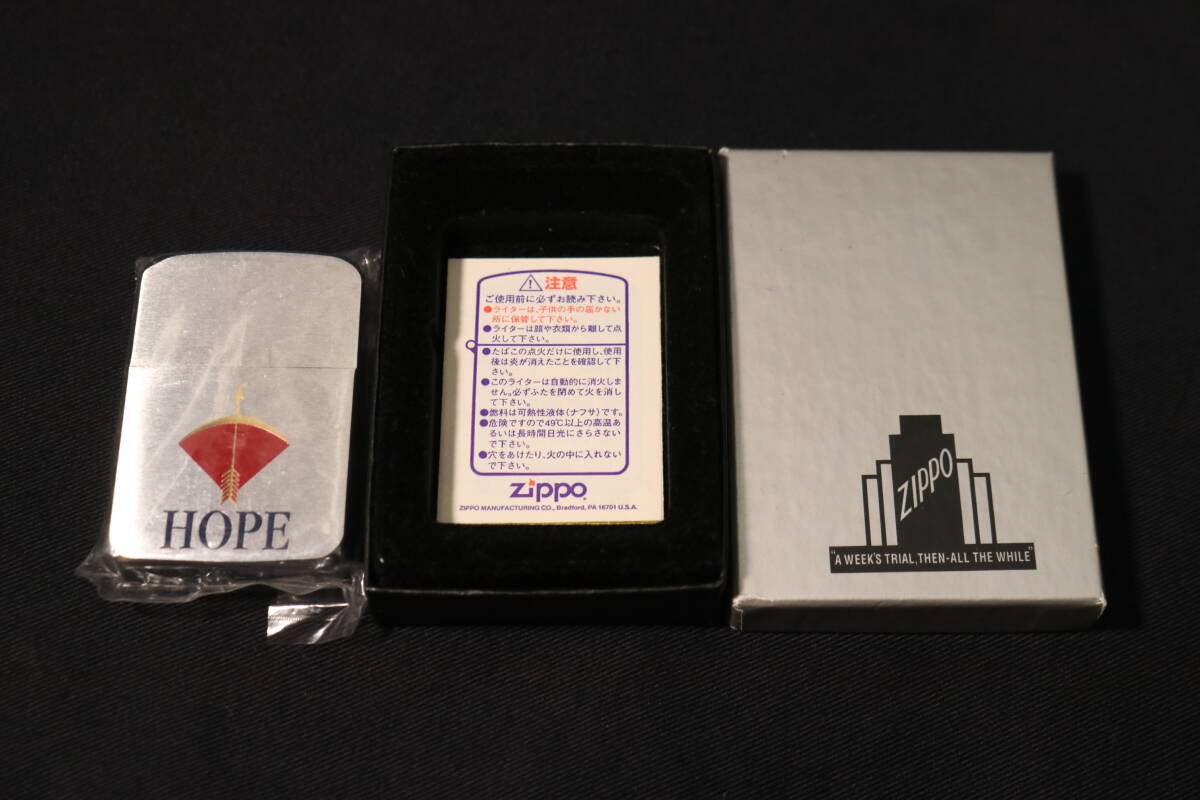 HOPE
注意
ご使用前に必ずお読み下さい。
●ライターは、子供の手の届かない
所に保管して下さい。
●ライターは顔や衣類から離して点
火して下さい。
●たばこの点火だけに使用し、使用
後は炎が消えたことを確認して下
さい。
●このライターは自動的に消火しま
せん。必ずふたを閉めて火を消し
て下さい。
●燃料は可熱性液体(ナフサ)です。
●危険ですので49℃以上の高温あ
るいは長時間日光にさらさない
で下さい。
●穴をあけたり、火の中に入れない
で下さい。
Zippo
ZIPPO MANUFACTURING CO., Bradford, PA 16701 U.S.A.
ZIPPO
"A WEEK'S TRIAL, THEN-ALL THE WHILE"